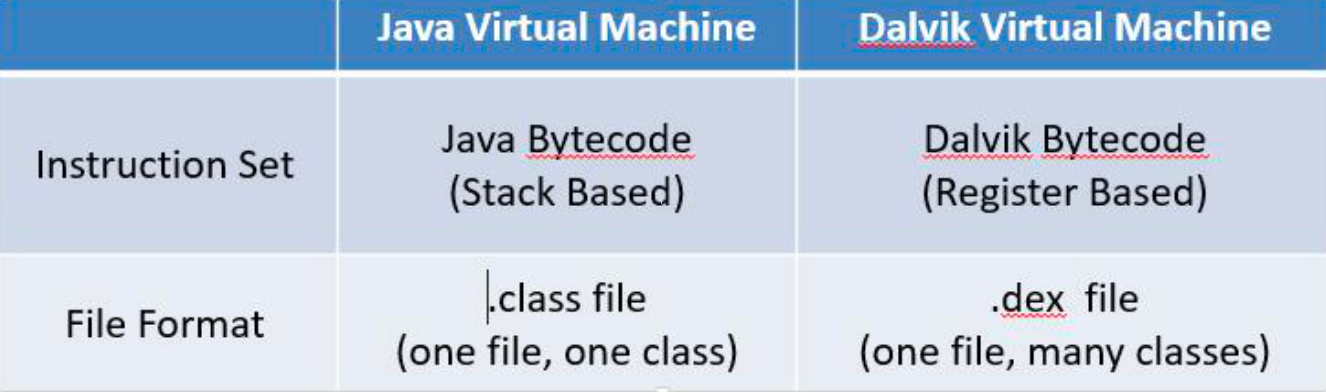 Java Virtual Machine Dalvik Virtual Machine
Instruction Set
Java Bytecode
(Stack Based)
Dalvik Bytecode
(Register Based)
File Format
.class file
(one file, one class)
.dex file
(one file, many classes)